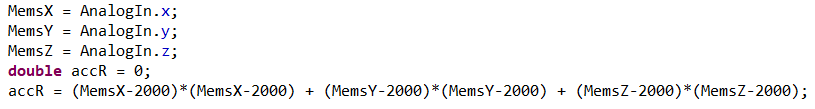 MemsX = AnalogIn.x;
MemsY = AnalogIn.y;
MemsZ = AnalogIn.z;
double accR = 0;
accR = (MemsX-2000)*(MemsX-2000) + (MemsY-2000)*(MemsY-2000) + (MemsZ-2000)*(MemsZ-2000);